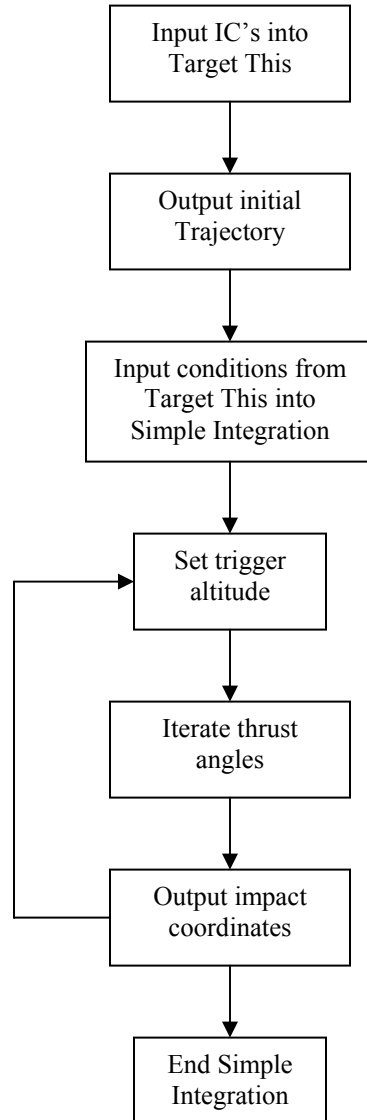 Input IC’s into
Target This
Output initial
Trajectory
Input conditions from
Target This into
Simple Integration
Set trigger
altitude
Iterate thrust
angles
Output impact
coordinates
End Simple
Integration